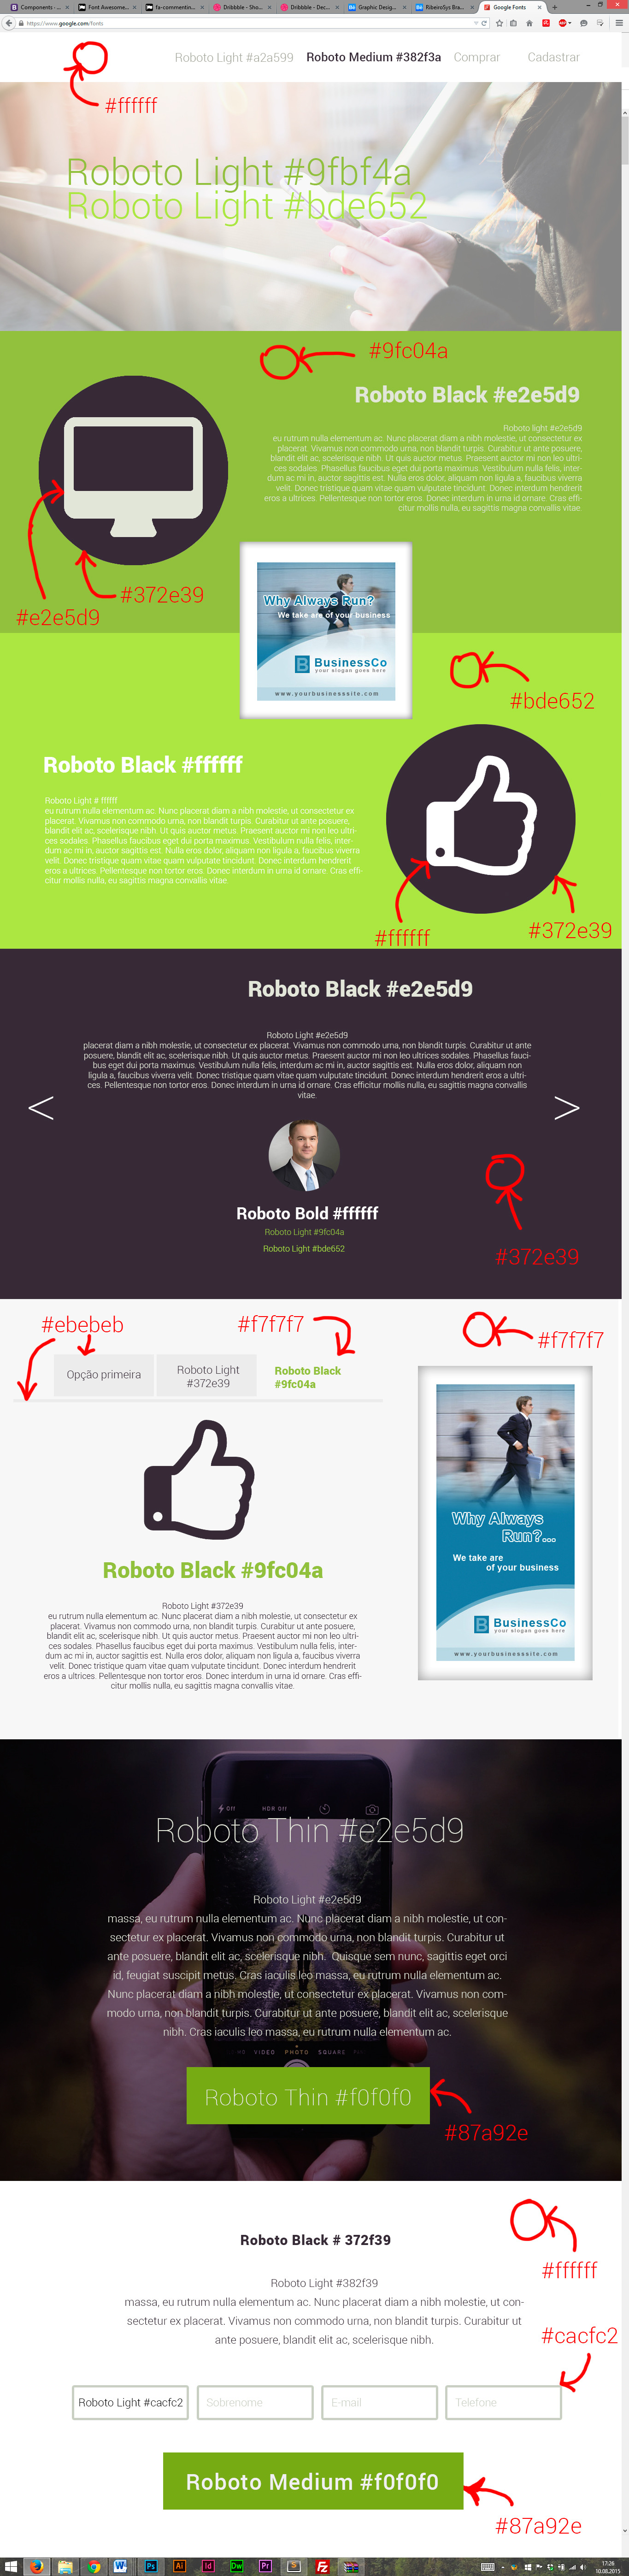 Components - ...
Font Awesome...
fa-commentin...
Dribbble - Sho...
Dribbble - Dec...
Graphic Desig...
RibeiroSys Bra...
Google Fonts
https://www.google.com/fonts
Roboto Light #a2a599
Roboto Medium #382f3a
Comprar
Cadastrar
#ffffff
Roboto Light #9fbf4a
Roboto Light #bde652
#9fc04a
Roboto Black #e2e5d9
Roboto light #e2e5d9
eu rutrum nulla elementum ac. Nunc placerat diam a nibh molestie, ut consectetur ex
placerat. Vivamus non commodo urna, non blandit turpis. Curabitur ut ante posuere,
blandit elit ac, scelerisque nibh. Ut quis auctor metus. Praesent auctor mi non leo ultri-
ces sodales. Phasellus faucibus eget dui porta maximus. Vestibulum nulla felis, inter-
dum ac mi in, auctor sagittis est. Nulla eros dolor, aliquam non ligula a, faucibus viverra
velit. Donec tristique quam vitae quam vulputate tincidunt. Donec interdum hendrerit
eros a ultrices. Pellentesque non tortor eros. Donec interdum in urna id ornare. Cras effi-
citur mollis nulla, eu sagittis magna convallis vitae.
#372e39
#e2e5d9
Why Always Run?
We take are of your business
B BusinessCo
your slogan goes here
www.yourbusinesssite.com
#bde652
Roboto Black #ffffff
Roboto Light # fffff
eu rutrum nulla elementum ac. Nunc placerat diam a nibh molestie, ut consectetur ex
placerat. Vivamus non commodo urna, non blandit turpis. Curabitur ut ante posuere,
blandit elit ac, scelerisque nibh. Ut quis auctor metus. Praesent auctor mi non leo ultri-
ces sodales. Phasellus faucibus eget dui porta maximus. Vestibulum nulla felis, inter-
dum ac mi in, auctor sagittis est. Nulla eros dolor, aliquam non ligula a, faucibus viverra
velit. Donec tristique quam vitae quam vulputate tincidunt. Donec interdum hendrerit
eros a ultrices. Pellentesque non tortor eros. Donec interdum in urna id ornare. Cras effi-
citur mollis nulla, eu sagittis magna convallis vitae.
#ffffff
#372e39
Roboto Black #e2e5d9
Roboto Light #e2e5d9
placerat diam a nibh molestie, ut consectetur ex placerat. Vivamus non commodo urna, non blandit turpis. Curabitur ut ante
posuere, blandit elit ac, scelerisque nibh. Ut quis auctor metus. Praesent auctor mi non leo ultrices sodales. Phasellus fauci-
bus eget dui porta maximus. Vestibulum nulla felis, interdum ac mi in, auctor sagittis est. Nulla eros dolor, aliquam non
ligula a, faucibus viverra velit. Donec tristique quam vitae quam vulputate tincidunt. Donec interdum hendrerit eros a ultri-
ces. Pellentesque non tortor eros. Donec interdum in urna id ornare. Cras efficitur mollis nulla, eu sagittis magna convallis
vitae.
Roboto Bold #ffffff
Roboto Light #9fc04a
Roboto Light #bde652
#372e39
#ebebeb
#f7f7f7
#f7f7f7
Opção primeira
Roboto Light
#372e39
Roboto Black
#9fc04a
Roboto Black #9fc04a
Roboto Light #372e39
eu rutrum nulla elementum ac. Nunc placerat diam a nibh molestie, ut consectetur ex
placerat. Vivamus non commodo urna, non blandit turpis. Curabitur ut ante posuere,
blandit elit ac, scelerisque nibh. Ut quis auctor metus. Praesent auctor mi non leo ultri-
ces sodales. Phasellus faucibus eget dui porta maximus. Vestibulum nulla felis, inter-
dum ac mi in, auctor sagittis est. Nulla eros dolor, aliquam non ligula a, faucibus viverra
velit. Donec tristique quam vitae quam vulputate tincidunt. Donec interdum hendrerit
eros a ultrices. Pellentesque non tortor eros. Donec interdum in urna id ornare. Cras effi-
citur mollis nulla, eu sagittis magna convallis vitae.
Why Always
Run?...
We take are
of your business
B BusinessCo
your slogan goes here
www.yourbusinesssite.com
Off
HDR Off
Roboto Thin #e2e5d9
Roboto Light #e2e5d9
massa, eu rutrum nulla elementum ac. Nunc placerat diam a nibh molestie, ut con-
sectetur ex placerat. Vivamus non commodo urna, non blandit turpis. Curabitur ut
ante posuere, blandit elit ac, scelerisque nibh. Quisque sem nunc, sagittis eget orci
id, feugiat suscipit metus. Cras iaculis leo massa, eu rutrum nulla elementum ac.
Nunc placerat diam a nibh molestie, ut consectetur ex placerat. Vivamus non com-
modo urna, non blandit turpis. Curabitur ut ante posuere, blandit elit ac, scelerisque
nibh. Cras iaculis leo massa, eu rutrum nulla elementum ac.
VIDEO PHOTO SQUARE
Roboto Thin #f0f0f0
#87a92e
Roboto Black # 372f39
#ffffff
Roboto Light #382f39
massa, eu rutrum nulla elementum ac. Nunc placerat diam a nibh molestie, ut con-
sectetur ex placerat. Vivamus non commodo urna, non blandit turpis. Curabitur ut
ante posuere, blandit elit ac, scelerisque nibh.
#cacfc2
Roboto Light #cacfc2
Sobrenome
E-mail
Telefone
Roboto Medium #f0f0f0
#87a92e
17:26
10.08.2015